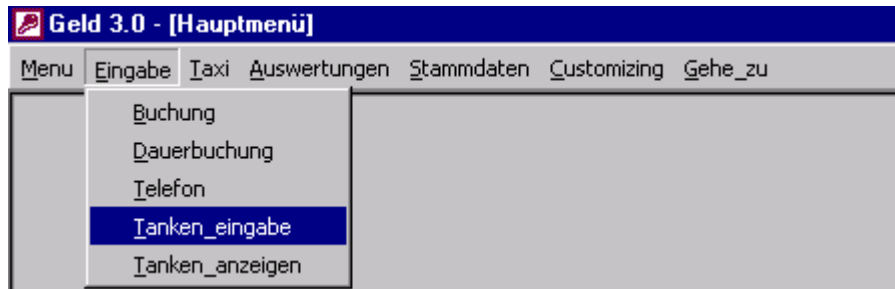 Geld 3.0 - [Hauptmenü]
Menu Eingabe Taxi Auswertungen Stammdaten Customizing Gehe_zu
Buchung
Dauerbuchung
Telefon
Tanken_eingabe
Tanken_anzeigen